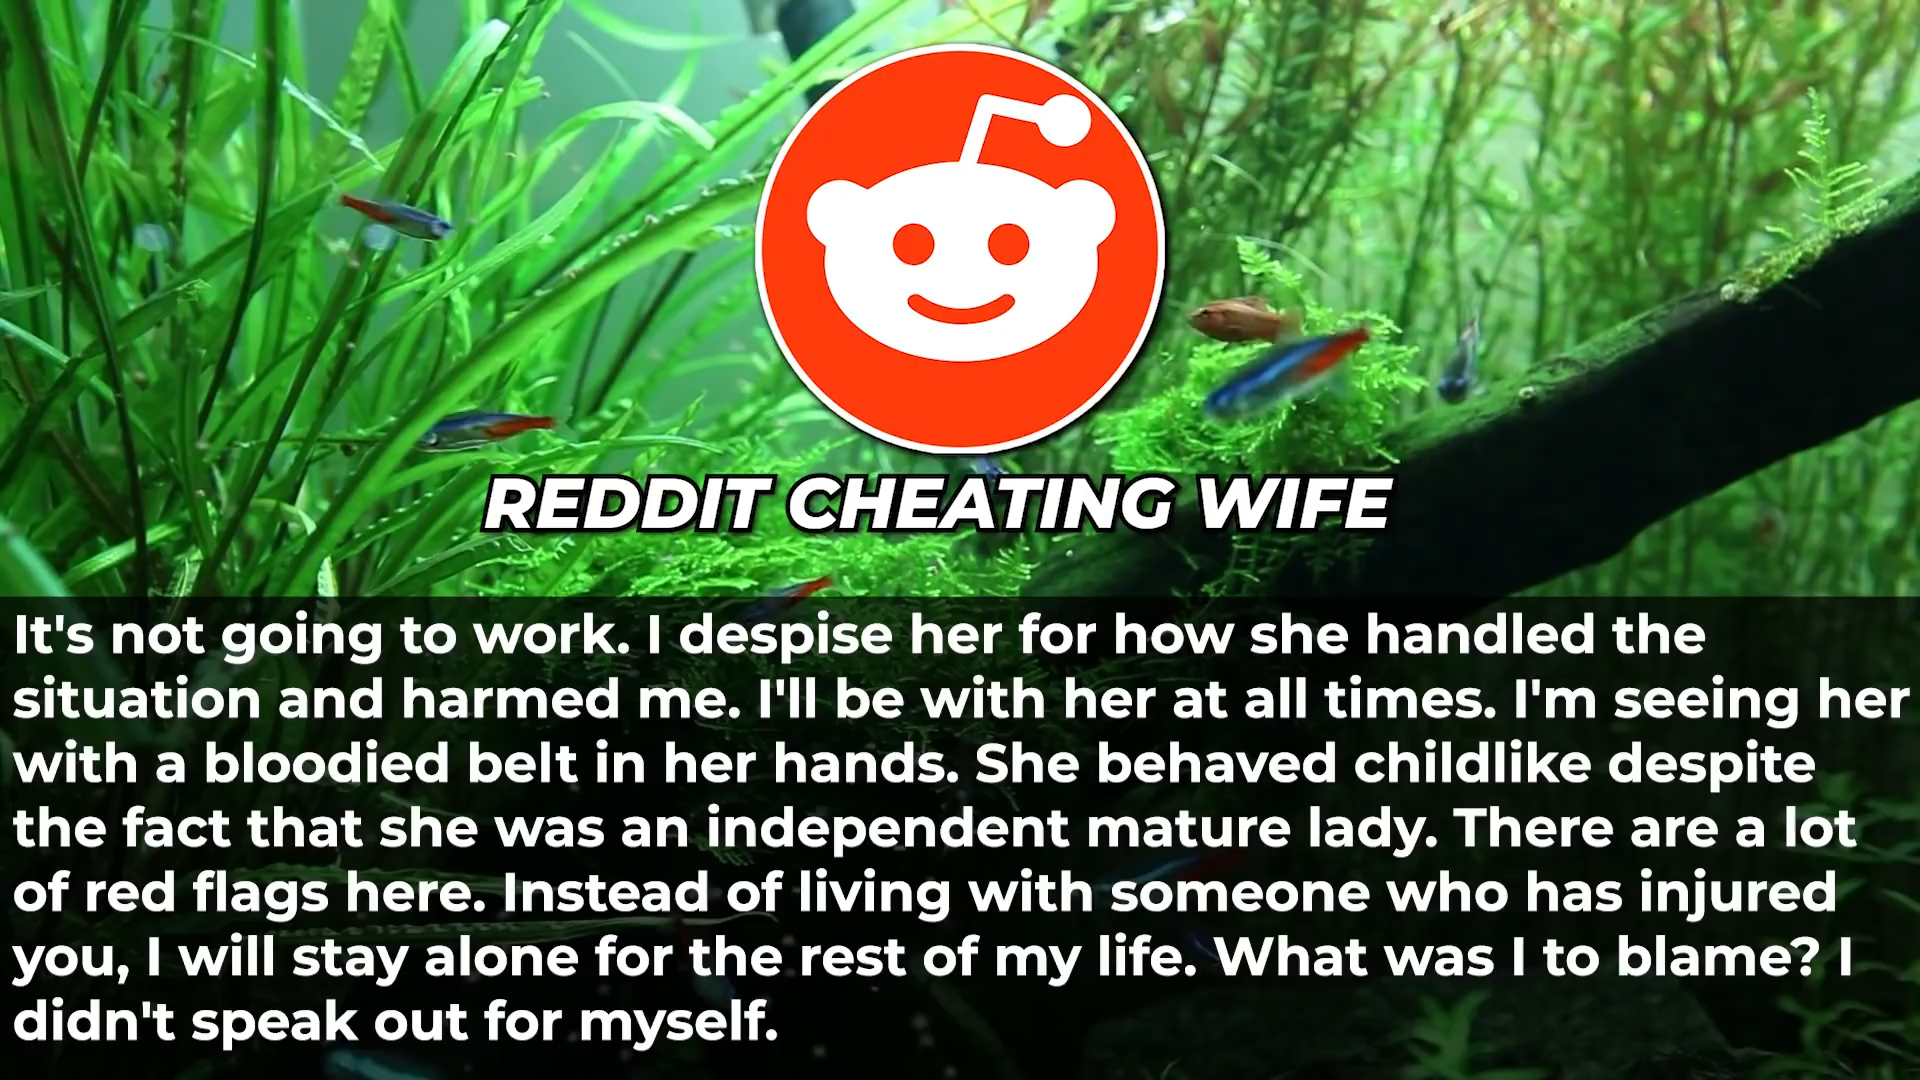 REDDIT CHEATING WIFE
It's not going to work. I despise her for how she handled the
situation and harmed me. I'll be with her at all times. I'm seeing her
with a bloodied belt in her hands. She behaved childlike despite
the fact that she was an independent mature lady. There are a lot
of red flags here. Instead of living with someone who has injured
you, I will stay alone for the rest of my life. What was I to blame? I
didn't speak out for myself.